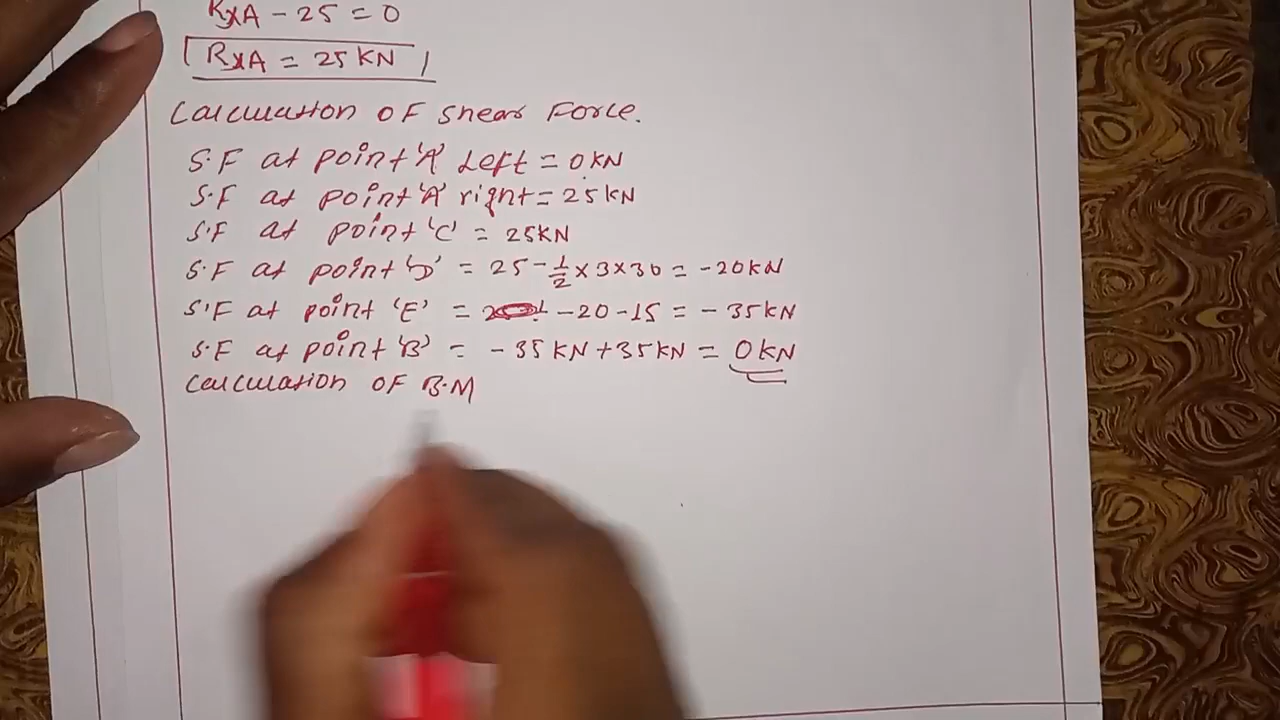 RxA - 25 = 0
RxA = 25 KN
Calculation OF Shear Force.
S.F at point 'A' Left = 0 KN
S.F at point 'A' right = 25 KN
S.F at point 'C' = 25KN
S.F at point 'D' = 25 - 1/2 × 3 × 30 = -20 KN
S.F at point 'E' = -20 - 15 = - 35 KN
S.F at point 'B' = - 35 KN + 35 KN = 0 KN
Calculation OF B.M